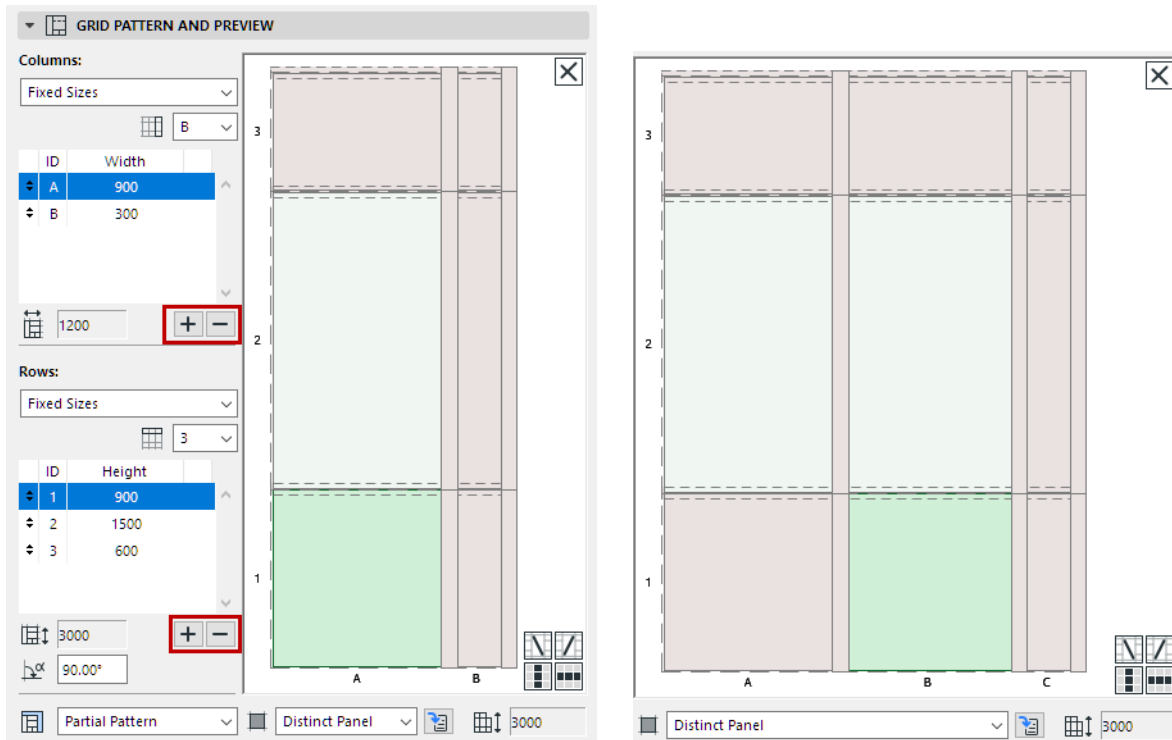 GRID PATTERN AND PREVIEW
Columns:
Fixed Sizes
B
ID Width
A 900
B 300
1200
Rows:
Fixed Sizes
3
ID Height
1 900
2 1500
3 600
3000
α 90.00°
Partial Pattern
3
2
1
A B
Distinct Panel 3000
3
2
1
A B C
Distinct Panel 3000